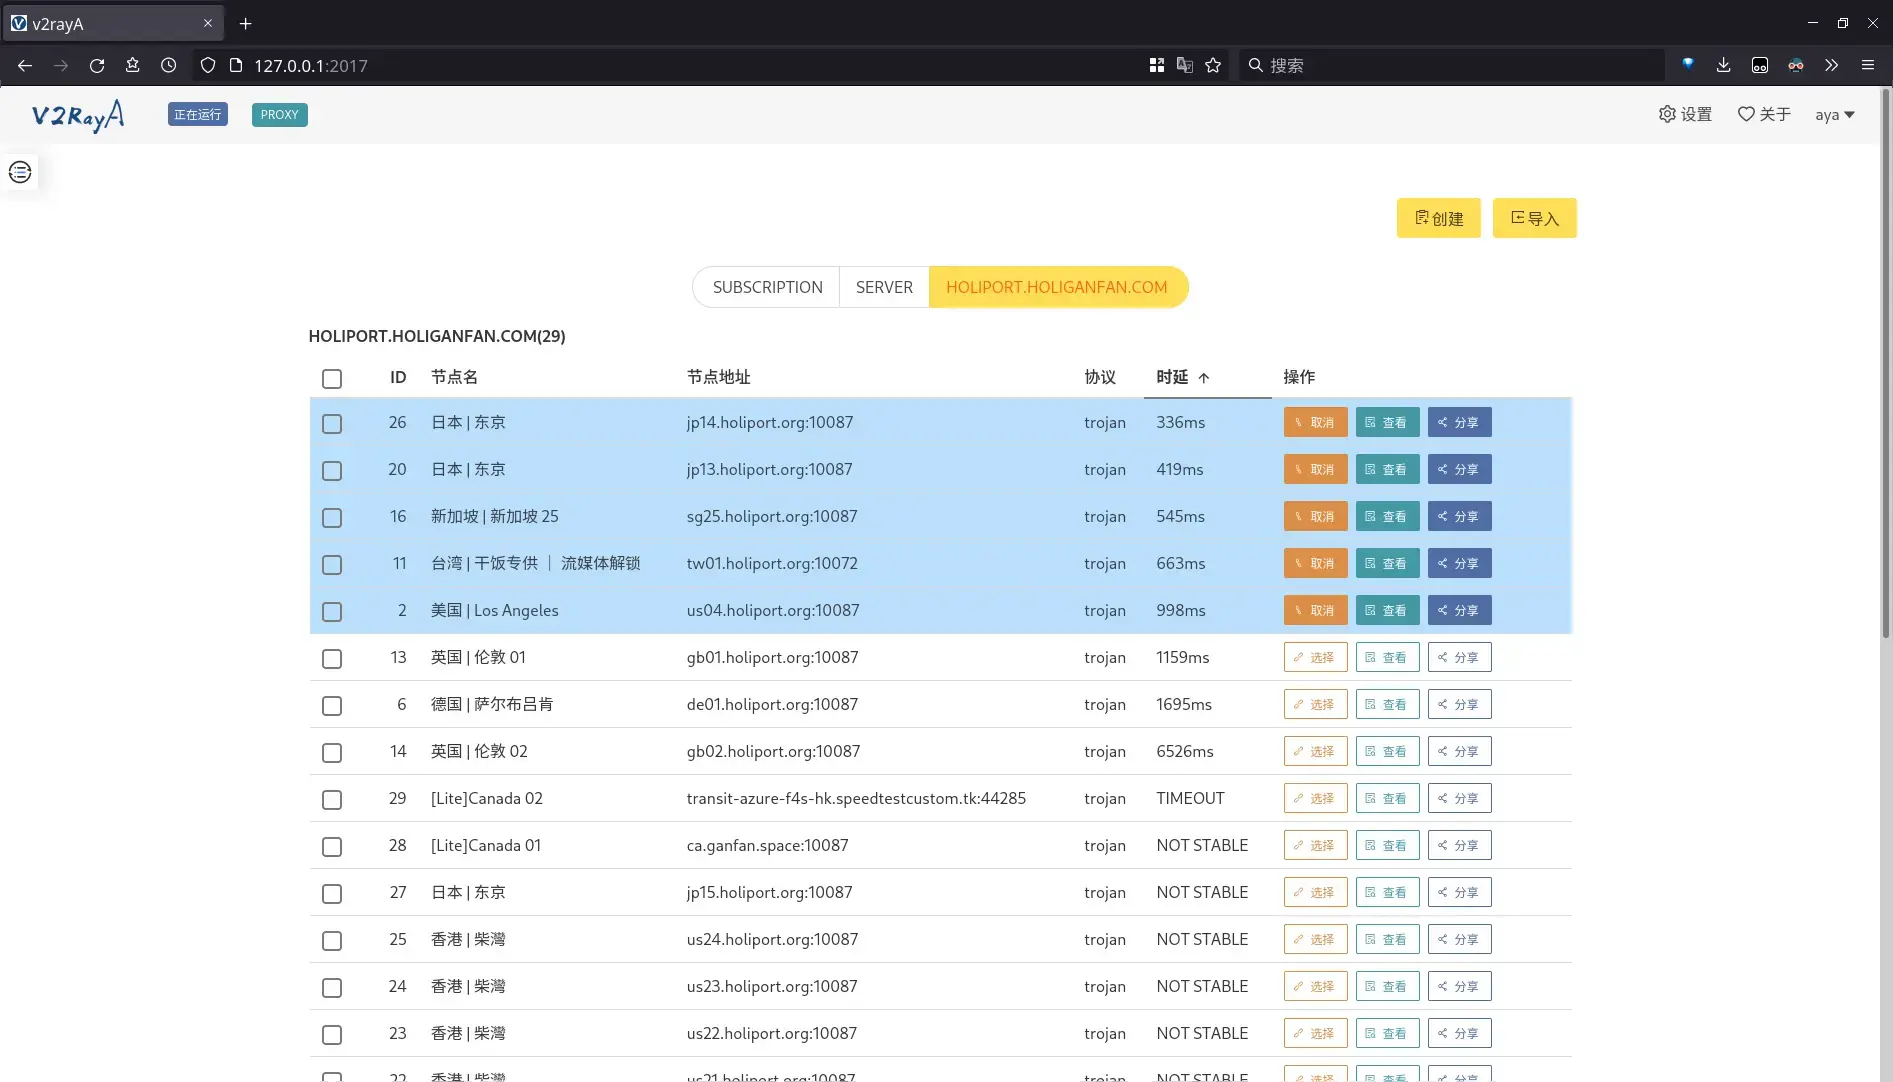 v2rayA
127.0.0.1:2017
搜索
V2RayA 正在运行 PROXY 设置 关于 aya
创建 导入
SUBSCRIPTION SERVER HOLIPORT.HOLIGANFAN.COM
HOLIPORT.HOLIGANFAN.COM(29)
ID 节点名 节点地址 协议 时延 操作
26 日本 | 东京 jp14.holiport.org:10087 trojan 336ms 取消 查看 分享
20 日本 | 东京 jp13.holiport.org:10087 trojan 419ms 取消 查看 分享
16 新加坡 | 新加坡 25 sg25.holiport.org:10087 trojan 545ms 取消 查看 分享
11 台湾 | 干饭专供 ｜ 流媒体解锁 tw01.holiport.org:10072 trojan 663ms 取消 查看 分享
2 美国 | Los Angeles us04.holiport.org:10087 trojan 998ms 取消 查看 分享
13 英国 | 伦敦 01 gb01.holiport.org:10087 trojan 1159ms 选择 查看 分享
6 德国 | 萨尔布吕肯 de01.holiport.org:10087 trojan 1695ms 选择 查看 分享
14 英国 | 伦敦 02 gb02.holiport.org:10087 trojan 6526ms 选择 查看 分享
29 [Lite]Canada 02 transit-azure-f4s-hk.speedtestcustom.tk:44285 trojan TIMEOUT 选择 查看 分享
28 [Lite]Canada 01 ca.ganfan.space:10087 trojan NOT STABLE 选择 查看 分享
27 日本 | 东京 jp15.holiport.org:10087 trojan NOT STABLE 选择 查看 分享
25 香港 | 柴灣 us24.holiport.org:10087 trojan NOT STABLE 选择 查看 分享
24 香港 | 柴灣 us23.holiport.org:10087 trojan NOT STABLE 选择 查看 分享
23 香港 | 柴灣 us22.holiport.org:10087 trojan NOT STABLE 选择 查看 分享
22 香港 | 柴灣 us21.holiport.org:10087 trojan NOT STABLE 选择 查看 分享